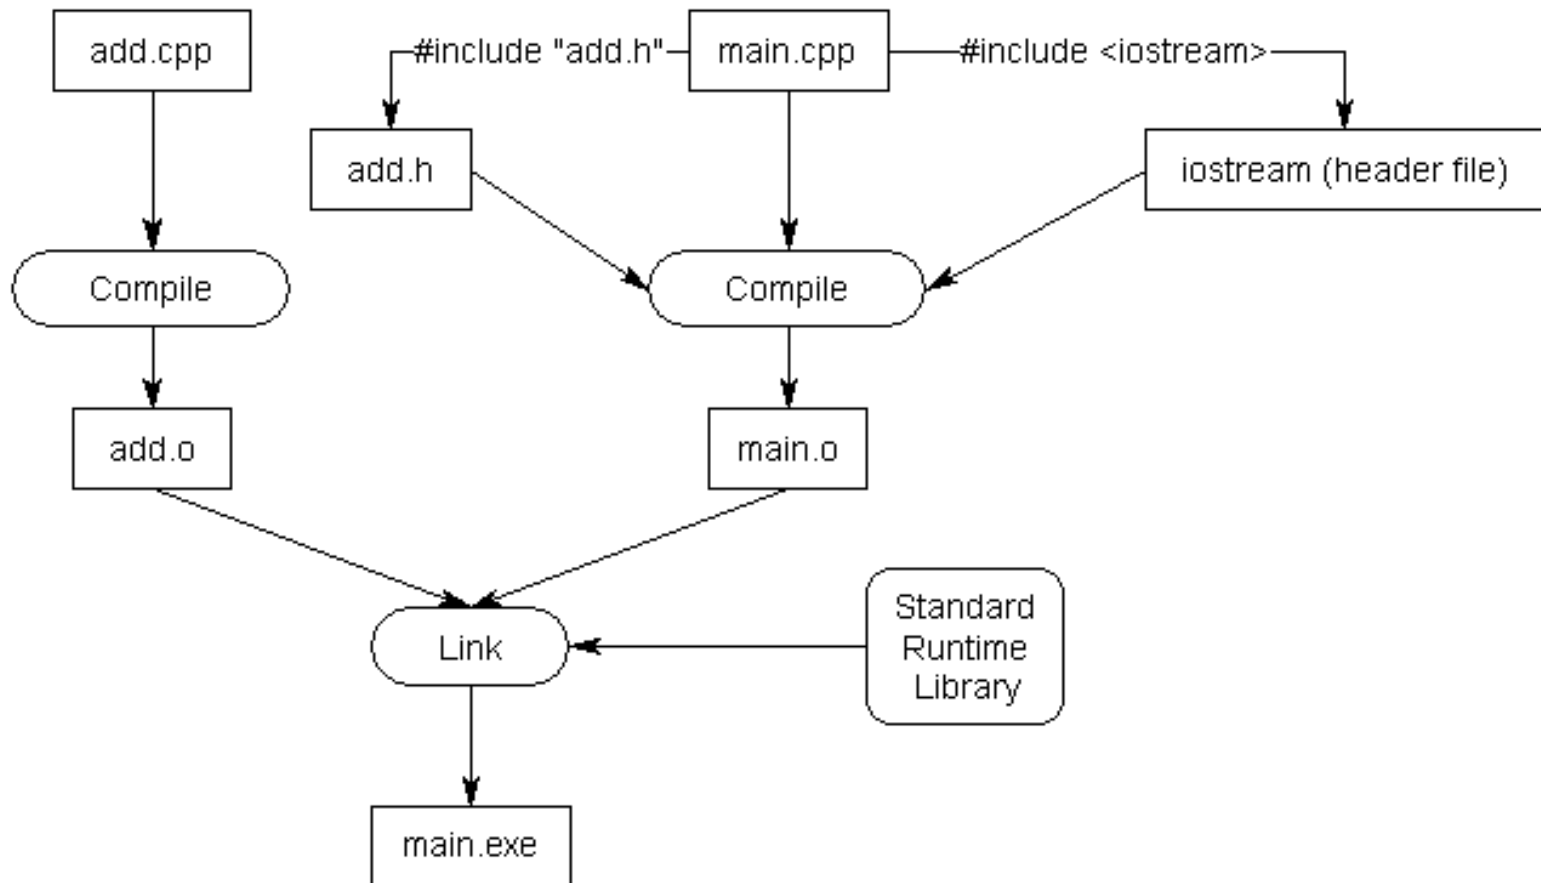 add.cpp
#include "add.h"
main.cpp
#include <iostream>
add.h
iostream (header file)
Compile
Compile
add.o
main.o
Link
Standard
Runtime
Library
main.exe